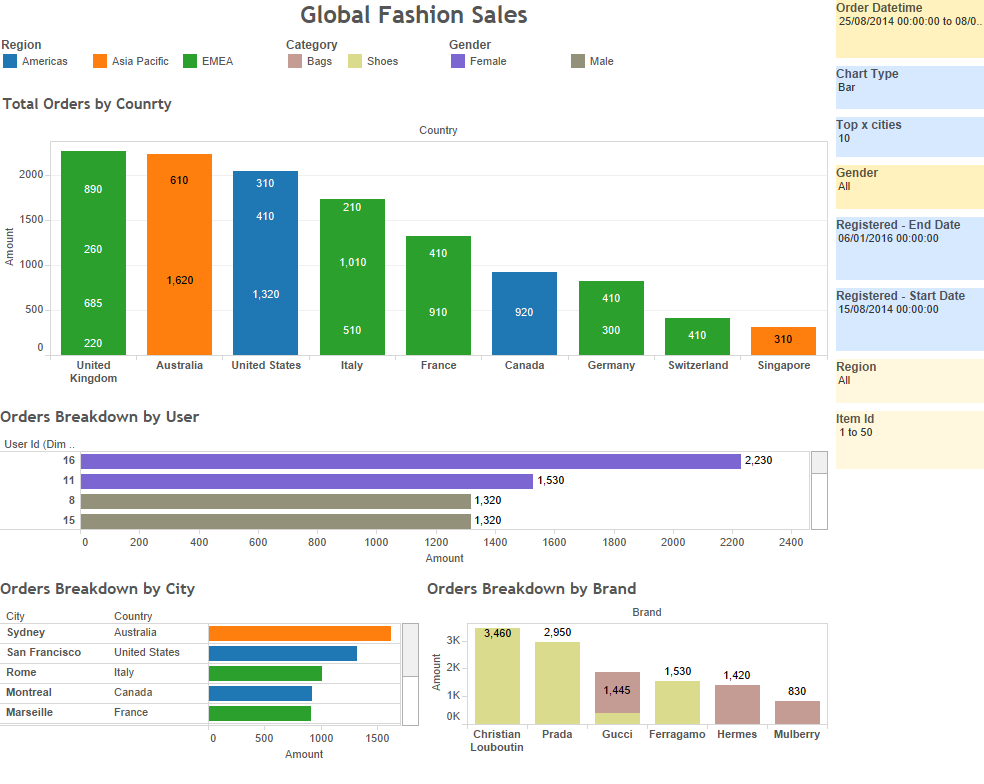 Global Fashion Sales
Region
Americas Asia Pacific EMEA
Category
Bags Shoes
Gender
Female Male
Total Orders by Counrty
Country
Amount
2000
1500
1000
500
0
890
260
685
220
610
1,620
310
410
1,320
210
1,010
510
410
910
920
410
300
410
310
United
Kingdom
Australia
United States
Italy
France
Canada
Germany
Switzerland
Singapore
Orders Breakdown by User
User Id (Dim ..
16 2,230
11 1,530
8 1,320
15 1,320
0 200 400 600 800 1000 1200 1400 1600 1800 2000 2200 2400
Amount
Orders Breakdown by City
City Country
Sydney Australia
San Francisco United States
Rome Italy
Montreal Canada
Marseille France
0 500 1000 1500
Amount
Orders Breakdown by Brand
Brand
Amount
3K
2K
1K
0K
3,460
2,950
1,445
1,530
1,420
830
Christian
Louboutin
Prada
Gucci
Ferragamo
Hermes
Mulberry
Order Datetime
25/08/2014 00:00:00 to 08/0..
Chart Type
Bar
Top x cities
10
Gender
All
Registered - End Date
06/01/2016 00:00:00
Registered - Start Date
15/08/2014 00:00:00
Region
All
Item Id
1 to 50